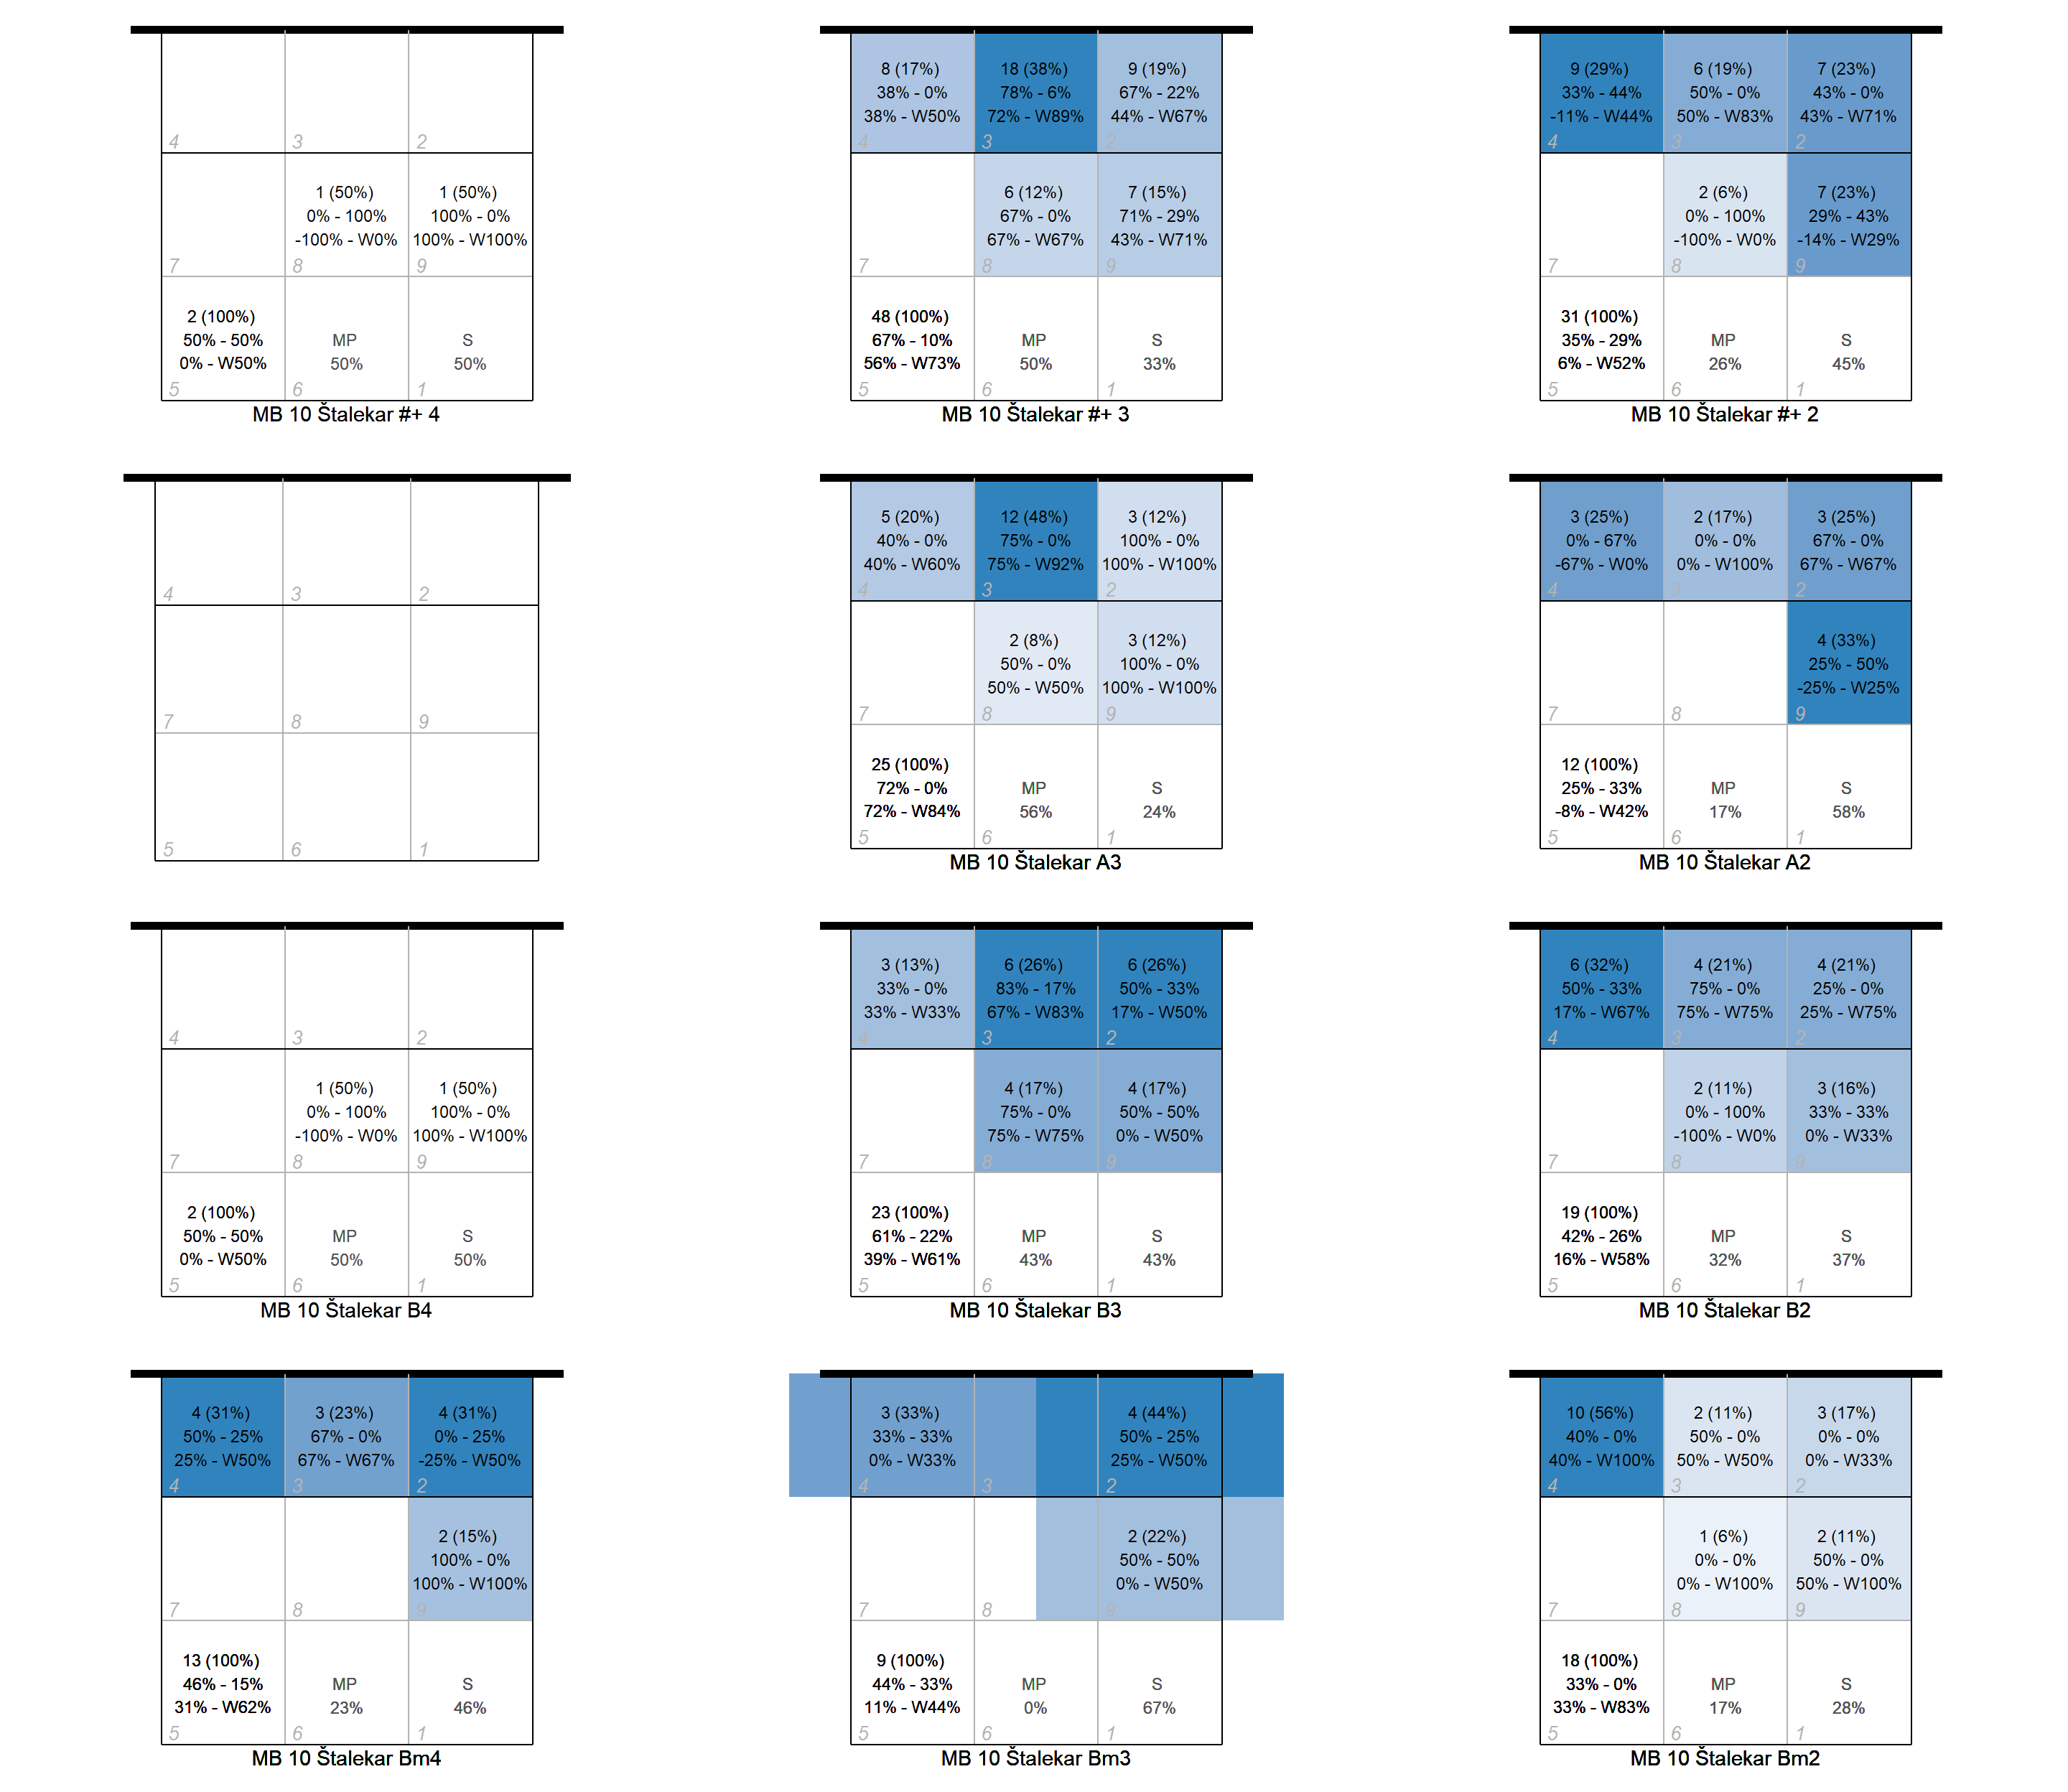 4
3
2
7
1 (50%)
0% - 100%
-100% - W0%
8
1 (50%)
100% - 0%
100% - W100%
9
2 (100%)
50% - 50%
0% - W50%
5
MP
50%
6
S
50%
1
MB 10 Štalekar #+ 4
8 (17%)
38% - 0%
38% - W50%
4
18 (38%)
78% - 6%
72% - W89%
3
9 (19%)
67% - 22%
44% - W67%
2
7
6 (12%)
67% - 0%
67% - W67%
8
7 (15%)
71% - 29%
43% - W71%
9
48 (100%)
67% - 10%
56% - W73%
5
MP
50%
6
S
33%
1
MB 10 Štalekar #+ 3
9 (29%)
33% - 44%
-11% - W44%
4
6 (19%)
50% - 0%
50% - W83%
3
7 (23%)
43% - 0%
43% - W71%
2
7
2 (6%)
0% - 100%
-100% - W0%
8
7 (23%)
29% - 43%
-14% - W29%
9
31 (100%)
35% - 29%
6% - W52%
5
MP
26%
6
S
45%
1
MB 10 Štalekar #+ 2
4
3
2
7
8
9
5
6
1
5 (20%)
40% - 0%
40% - W60%
4
12 (48%)
75% - 0%
75% - W92%
3
3 (12%)
100% - 0%
100% - W100%
2
7
2 (8%)
50% - 0%
50% - W50%
8
3 (12%)
100% - 0%
100% - W100%
9
25 (100%)
72% - 0%
72% - W84%
5
MP
56%
6
S
24%
1
MB 10 Štalekar A3
3 (25%)
0% - 67%
-67% - W0%
4
2 (17%)
0% - 0%
0% - W100%
3
3 (25%)
67% - 0%
67% - W67%
2
7
8
4 (33%)
25% - 50%
-25% - W25%
9
12 (100%)
25% - 33%
-8% - W42%
5
MP
17%
6
S
58%
1
MB 10 Štalekar A2
4
3
2
7
1 (50%)
0% - 100%
-100% - W0%
8
1 (50%)
100% - 0%
100% - W100%
9
2 (100%)
50% - 50%
0% - W50%
5
MP
50%
6
S
50%
1
MB 10 Štalekar B4
3 (13%)
33% - 0%
33% - W33%
4
6 (26%)
83% - 17%
67% - W83%
3
6 (26%)
50% - 33%
17% - W50%
2
7
4 (17%)
75% - 0%
75% - W75%
8
4 (17%)
50% - 50%
0% - W50%
9
23 (100%)
61% - 22%
39% - W61%
5
MP
43%
6
S
43%
1
MB 10 Štalekar B3
6 (32%)
50% - 33%
17% - W67%
4
4 (21%)
75% - 0%
75% - W75%
3
4 (21%)
25% - 0%
25% - W75%
2
7
2 (11%)
0% - 100%
-100% - W0%
8
3 (16%)
33% - 33%
0% - W33%
9
19 (100%)
42% - 26%
16% - W58%
5
MP
32%
6
S
37%
1
MB 10 Štalekar B2
4 (31%)
50% - 25%
25% - W50%
4
3 (23%)
67% - 0%
67% - W67%
3
4 (31%)
0% - 25%
-25% - W50%
2
7
8
2 (15%)
100% - 0%
100% - W100%
9
13 (100%)
46% - 15%
31% - W62%
5
MP
23%
6
S
46%
1
MB 10 Štalekar Bm4
3 (33%)
33% - 33%
0% - W33%
4
3
4 (44%)
50% - 25%
25% - W50%
2
7
8
2 (22%)
50% - 50%
0% - W50%
9
9 (100%)
44% - 33%
11% - W44%
5
MP
0%
6
S
67%
1
MB 10 Štalekar Bm3
10 (56%)
40% - 0%
40% - W100%
4
2 (11%)
50% - 0%
50% - W50%
3
3 (17%)
0% - 0%
0% - W33%
2
7
1 (6%)
0% - 0%
0% - W100%
8
2 (11%)
50% - 0%
50% - W100%
9
18 (100%)
33% - 0%
33% - W83%
5
MP
17%
6
S
28%
1
MB 10 Štalekar Bm2